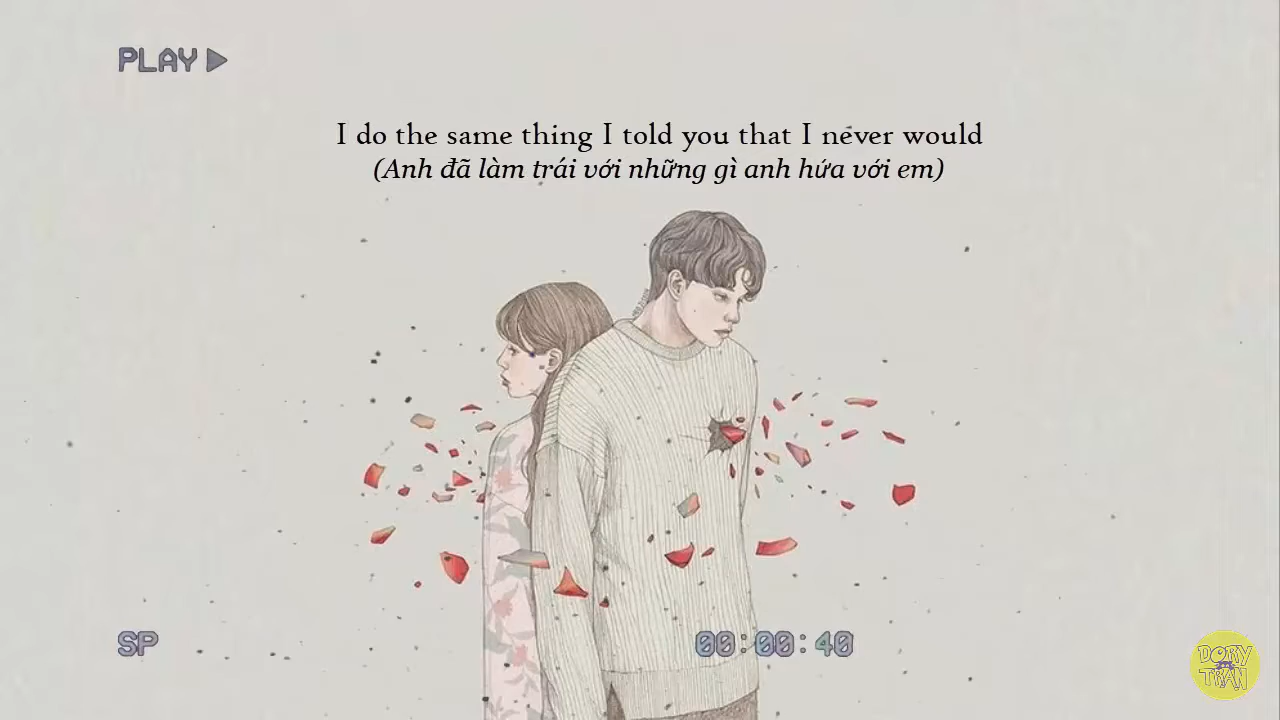 PLAY
I do the same thing I told you that I never would
(Anh đã làm trái với những gì anh hứa với em)
SP
00:00:40
DORY
TRAN